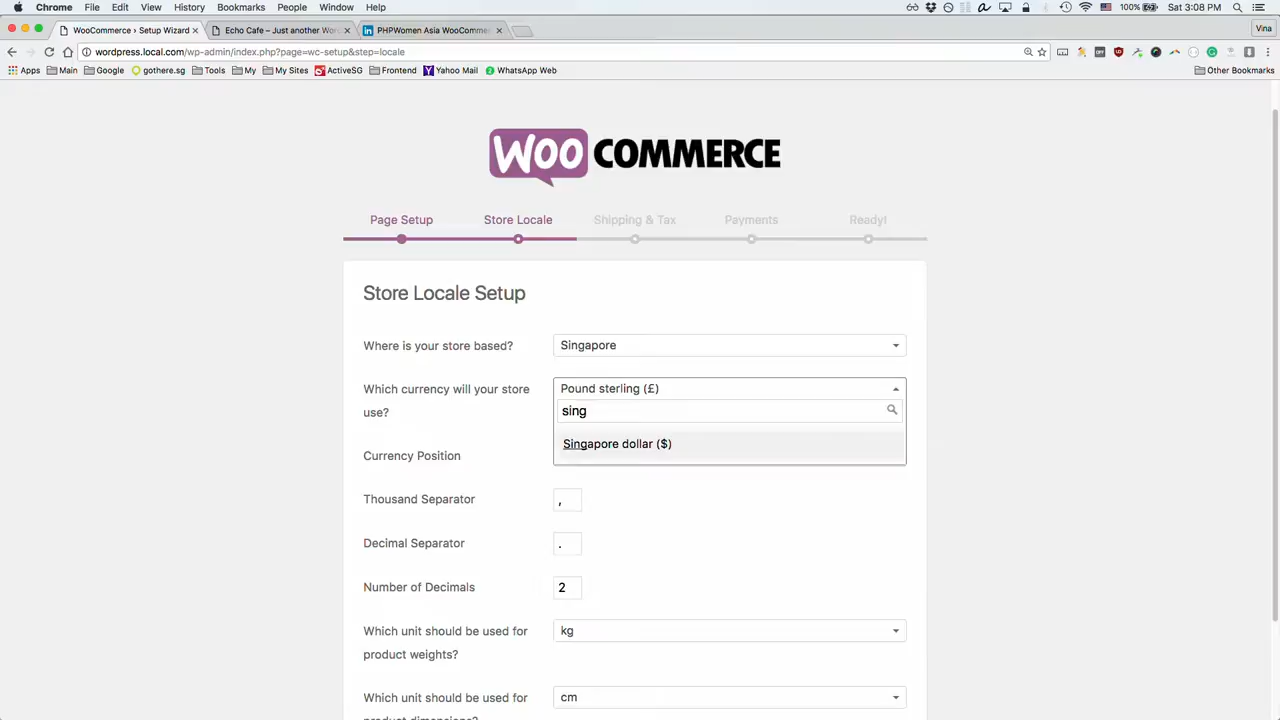 Chrome File Edit View History Bookmarks People Window Help 100% Sat 3:08 PM
WooCommerce › Setup Wizard × Echo Cafe – Just another Wor × PHPWomen Asia WooCommer × Vina
wordpress.local.com/wp-admin/index.php?page=wc-setup&step=locale
Apps Main Google gothere.sg Tools My My Sites ActiveSG Frontend Yahoo Mail WhatsApp Web Other Bookmarks
WOO COMMERCE
Page Setup Store Locale Shipping & Tax Payments Ready!
Store Locale Setup
Where is your store based? Singapore
Which currency will your store Pound sterling (£)
use? sing
Singapore dollar ($)
Currency Position
Thousand Separator ,
Decimal Separator .
Number of Decimals 2
Which unit should be used for kg
product weights?
Which unit should be used for cm
product dimensions?